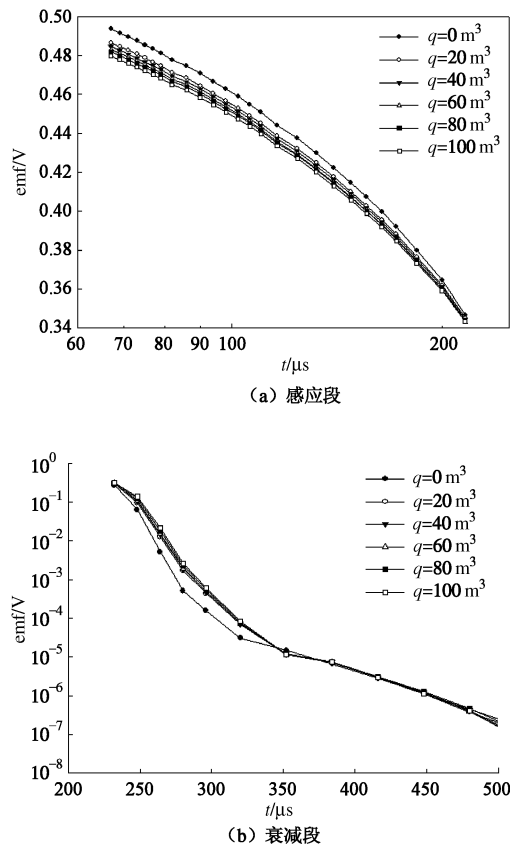 0.50
0.48
0.46
0.44
0.42
0.40
0.38
0.36
0.34
emf/V
q=0 m³
q=20 m³
q=40 m³
q=60 m³
q=80 m³
q=100 m³
60 70 80 90 100 200
t/μs
（a）感应段
10⁰
10⁻¹
10⁻²
10⁻³
10⁻⁴
10⁻⁵
10⁻⁶
10⁻⁷
10⁻⁸
emf/V
q=0 m³
q=20 m³
q=40 m³
q=60 m³
q=80 m³
q=100 m³
200 250 300 350 400 450 500
t/μs
（b）衰减段